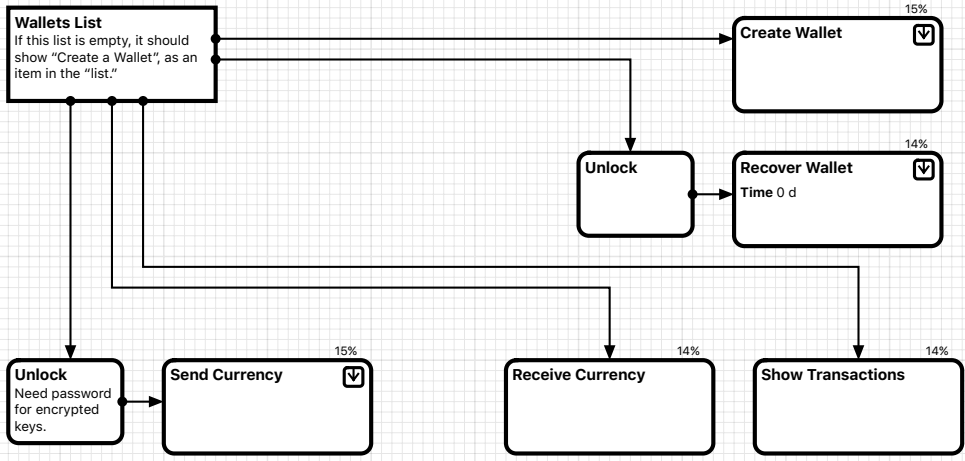 Wallets List
If this list is empty, it should
show “Create a Wallet”, as an
item in the “list.”
15%
Create Wallet
Unlock
14%
Recover Wallet
Time 0 d
Unlock
Need password
for encrypted
keys.
15%
Send Currency
14%
Receive Currency
14%
Show Transactions